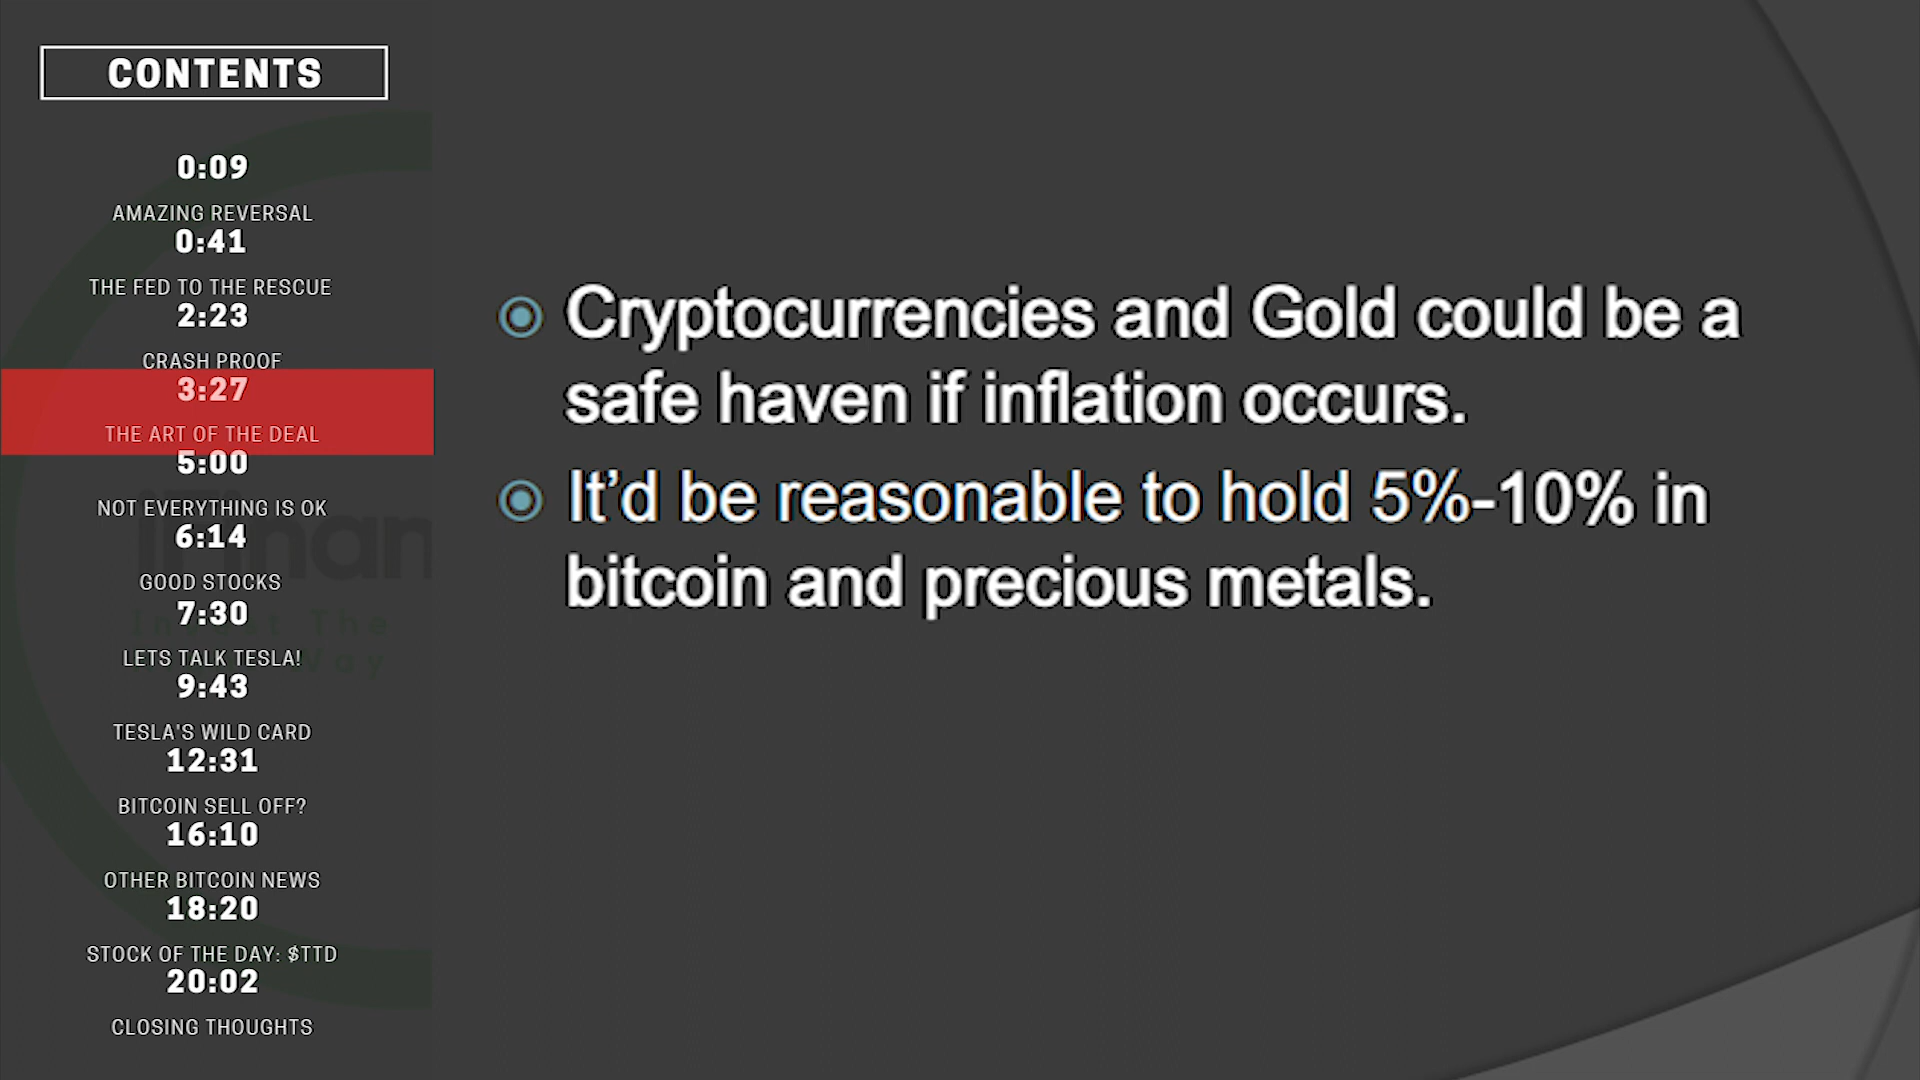 CONTENTS
0:09
AMAZING REVERSAL
0:41
THE FED TO THE RESCUE
2:23
CRASH PROOF
3:27
THE ART OF THE DEAL
5:00
NOT EVERYTHING IS OK
6:14
GOOD STOCKS
7:30
LETS TALK TESLA!
9:43
TESLA'S WILD CARD
12:31
BITCOIN SELL OFF?
16:10
OTHER BITCOIN NEWS
18:20
STOCK OF THE DAY: $TTD
20:02
CLOSING THOUGHTS
Cryptocurrencies and Gold could be a
safe haven if inflation occurs.
It’d be reasonable to hold 5%-10% in
bitcoin and precious metals.